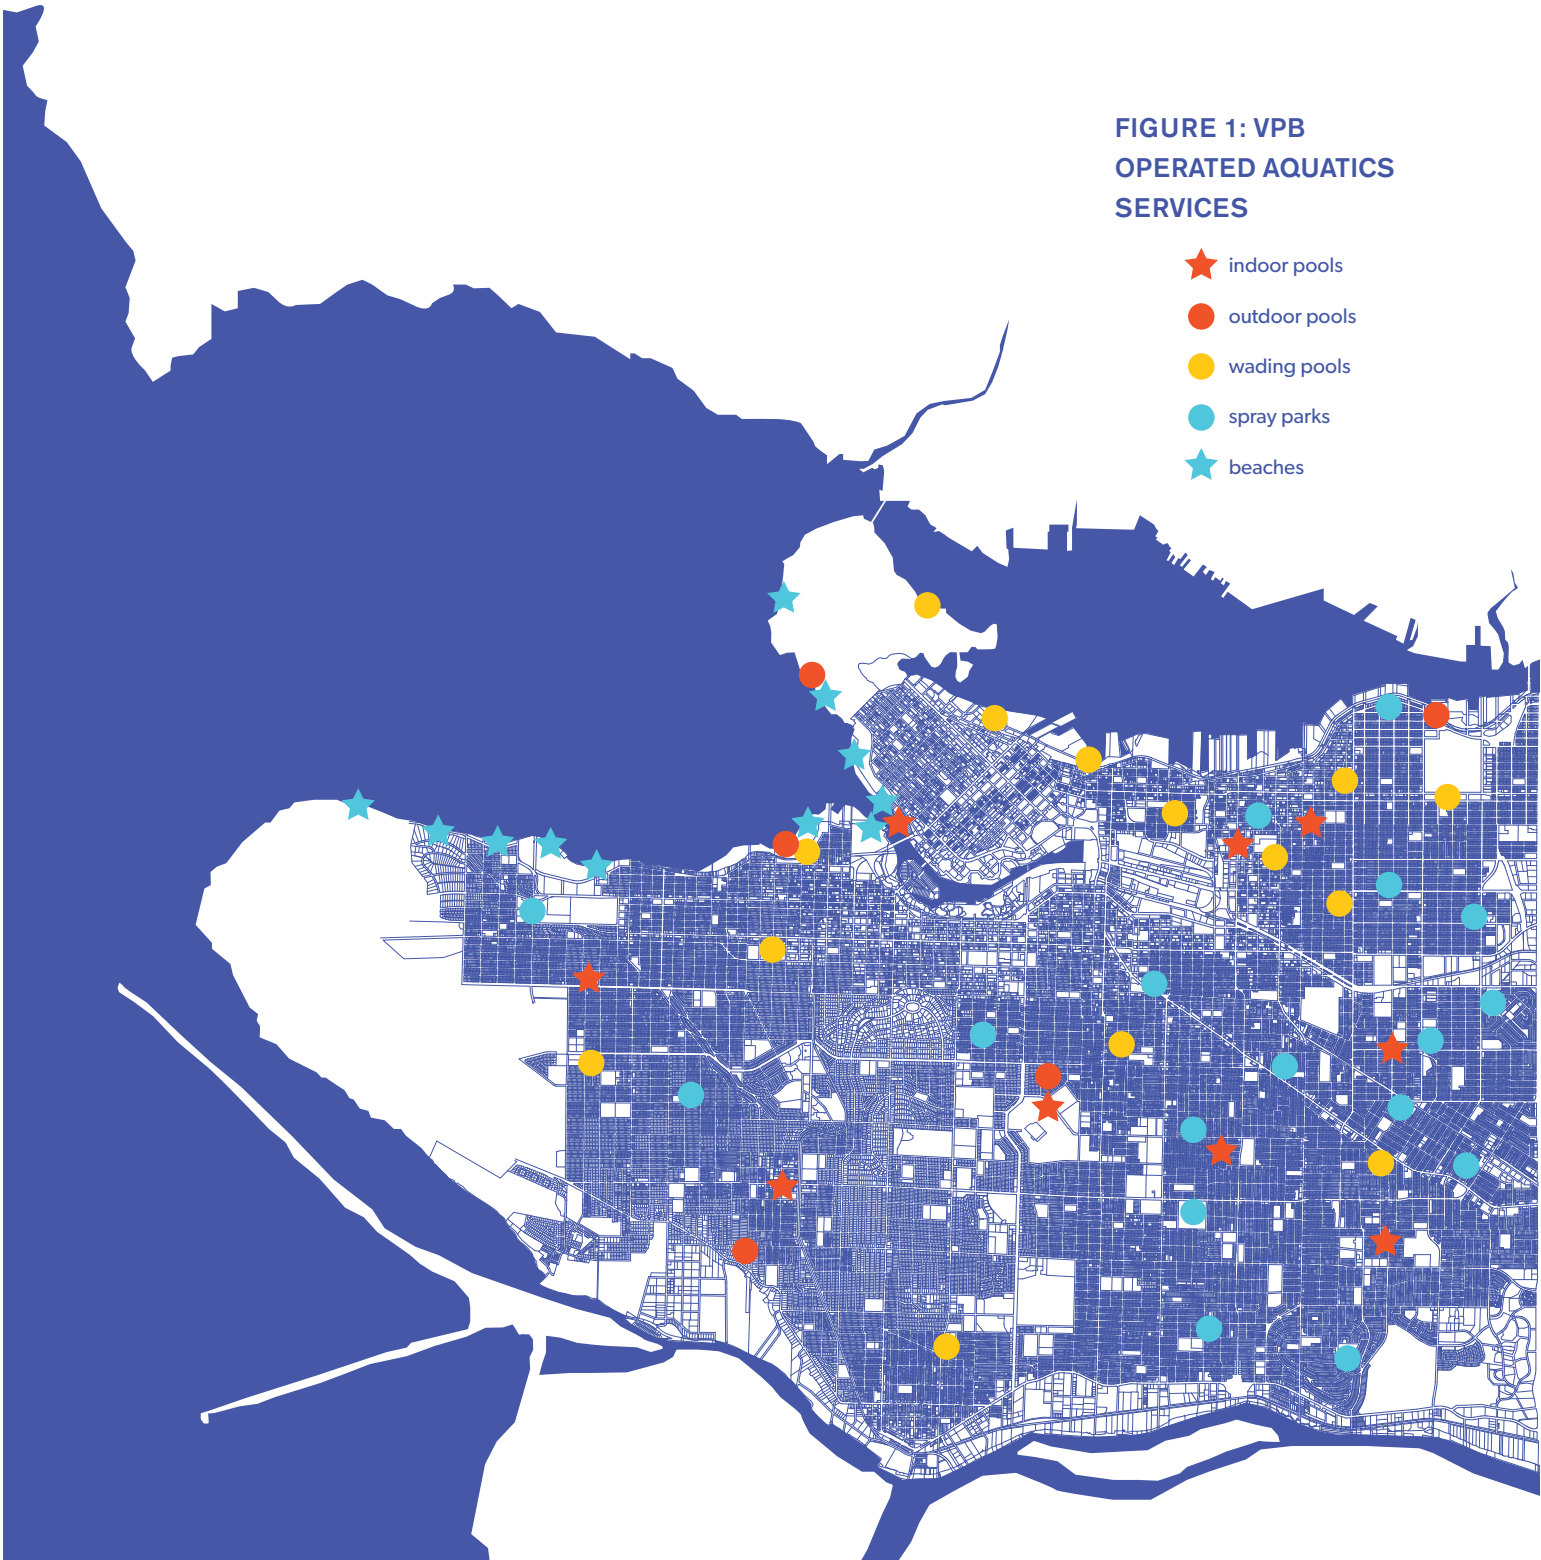 FIGURE 1: VPB
OPERATED AQUATICS
SERVICES
indoor pools
outdoor pools
wading pools
spray parks
beaches